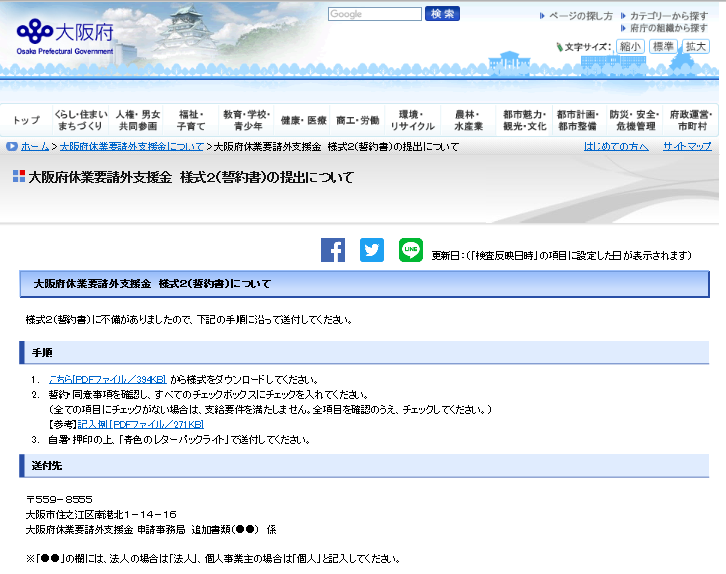 大阪府
Osaka Prefectural Government
Google
検索
ページの探し方 カテゴリーから探す
府庁の組織から探す
文字サイズ: 縮小 標準 拡大
トップ
くらし・住まい
まちづくり
人権・男女
共同参画
福祉・
子育て
教育・学校・
青少年
健康・医療
商工・労働
環境・
リサイクル
農林・
水産業
都市魅力・
観光・文化
都市計画・
都市整備
防災・安全・
危機管理
府政運営・
市町村
ホーム > 大阪府休業要請外支援金について > 大阪府休業要請外支援金 様式2(誓約書)の提出について
はじめての方へ サイトマップ
大阪府休業要請外支援金 様式2(誓約書)の提出について
LINE
更新日:(「検査反映日時」の項目に設定した日が表示されます)
大阪府休業要請外支援金 様式2(誓約書)について
様式2(誓約書)に不備がありましたので、下記の手順に沿って送付してください。
手順
1. こちら[PDFファイル/394KB] から様式をダウンロードしてください。
2. 誓約・同意事項を確認し、すべてのチェックボックスにチェックを入れてください。
(全ての項目にチェックがない場合は、支給要件を満たしません。全項目を確認のうえ、チェックしてください。)
【参考】記入例 [PDFファイル/271KB]
3. 自署・押印の上、「青色のレターパックライト」で送付してください。
送付先
〒559-8555
大阪市住之江区南港北1-14-16
大阪府休業要請外支援金 申請事務局 追加書類(●●) 係
※「●●」の欄には、法人の場合は「法人」、個人事業主の場合は「個人」と記入してください。